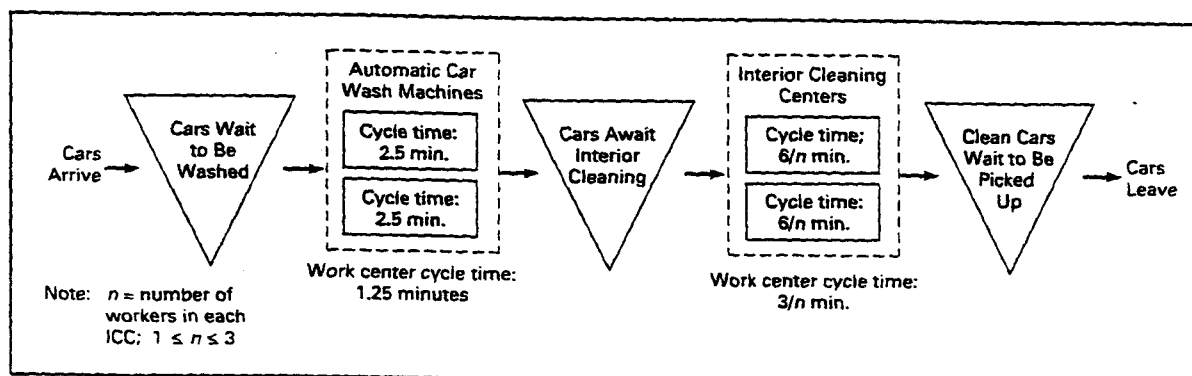 Cars
Arrive
Cars Wait
to Be
Washed
Automatic Car
Wash Machines
Cycle time:
2.5 min.
Cycle time:
2.5 min.
Work center cycle time:
1.25 minutes
Cars Await
Interior
Cleaning
Interior Cleaning
Centers
Cycle time;
6/n min.
Cycle time:
6/n min.
Work center cycle time:
3/n min.
Clean Cars
Wait to Be
Picked
Up
Cars
Leave
Note: n = number of
workers in each
ICC; 1 ≤ n ≤ 3